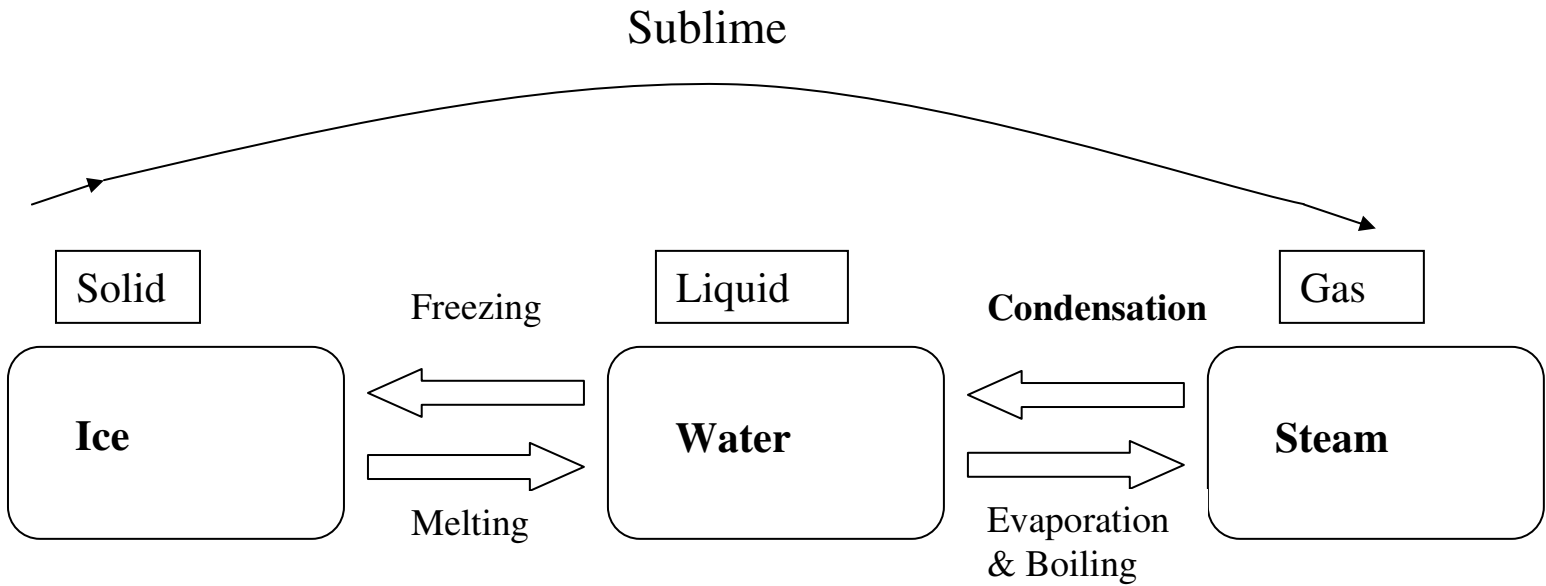 Sublime
Solid
Freezing
Liquid
Condensation
Gas
Ice
Water
Steam
Melting
Evaporation
& Boiling